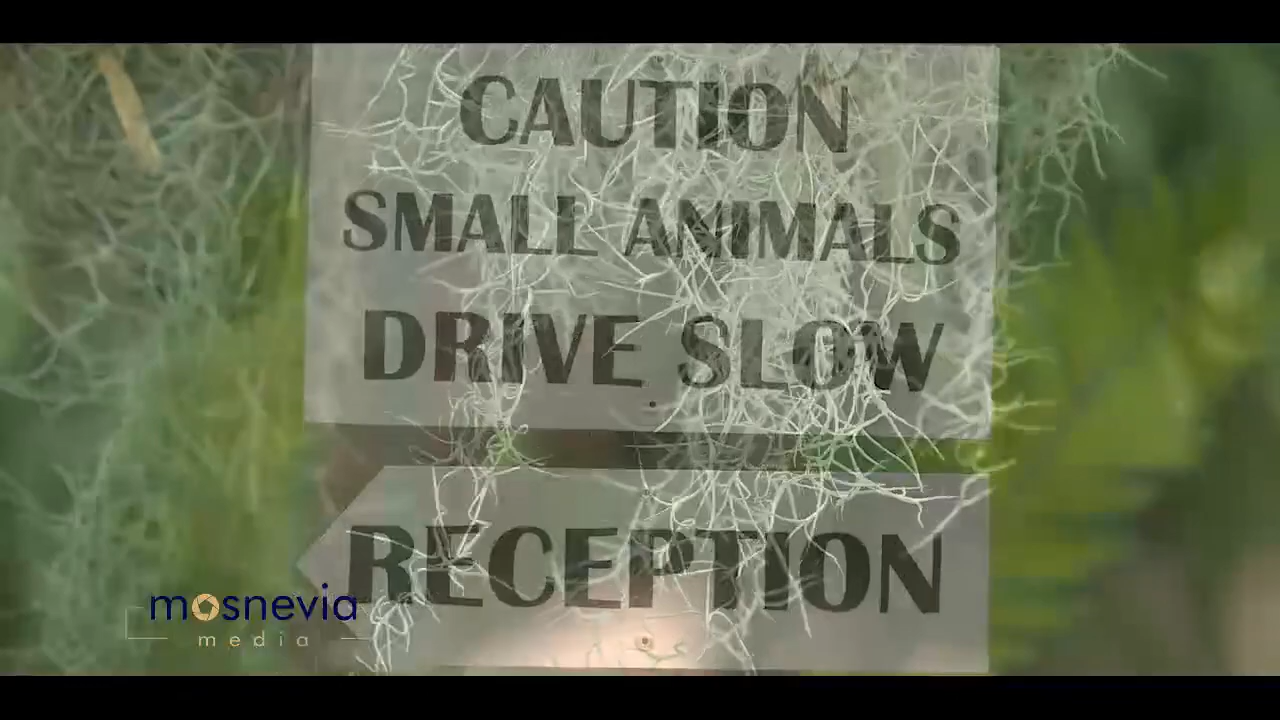 CAUTION
SMALL ANIMALS
DRIVE SLOW
RECEPTION
mosnevia
media